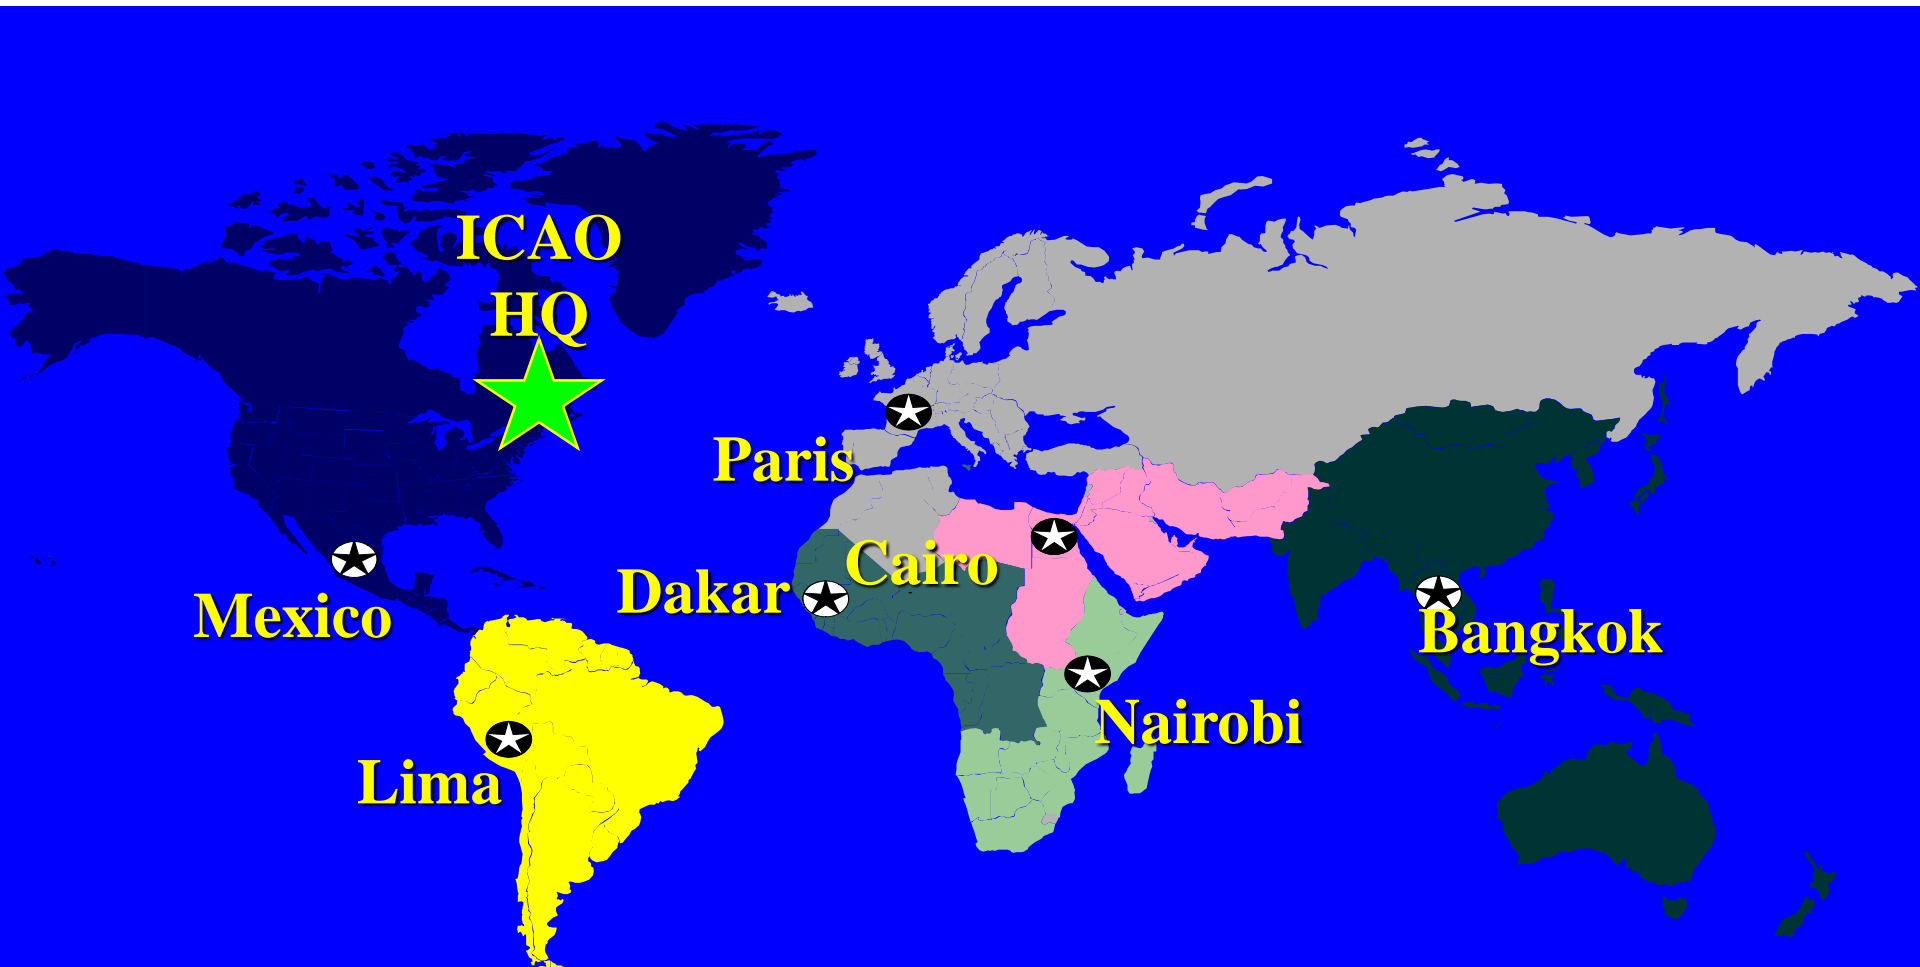 ICAO
HQ
Paris
Cairo
Dakar
Mexico
Bangkok
Nairobi
Lima